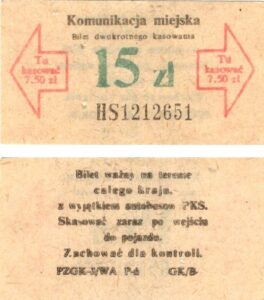 Komunikacja miejska
Bilet dwukrotnego kasowania
Tu
kasować
7.50 zł
15 zł
Tu
kasować
7.50 zł
HS1212651
Bilet ważny na terenie
całego kraju,
z wyjątkiem autobusów PKS.
Skasować zaraz po wejściu
do pojazdu.
Zachować dla kontroli.
PZGK-3/WA P-d GK/B-